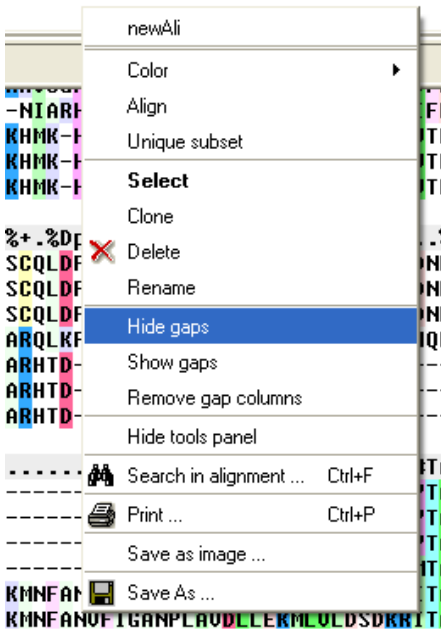 newAli
Color
-NIARH
Align
KHMK-H
Unique subset
KHMK-H
KHMK-H
Select
Clone
%+.%Dp
Delete
SCQLDF
SCQLDF
Rename
SCQLDF
Hide gaps
ARQLKF
ARHTD-
Show gaps
ARHTD-
Remove gap columns
ARHTD-
Hide tools panel
......
Search in alignment ... Ctrl+F
------
------
Print ... Ctrl+P
------
Save as image ...
------
KMNFAN
Save As ...
KMNFANVFIGANPLAVDLLEKMLVLDSDKRIT